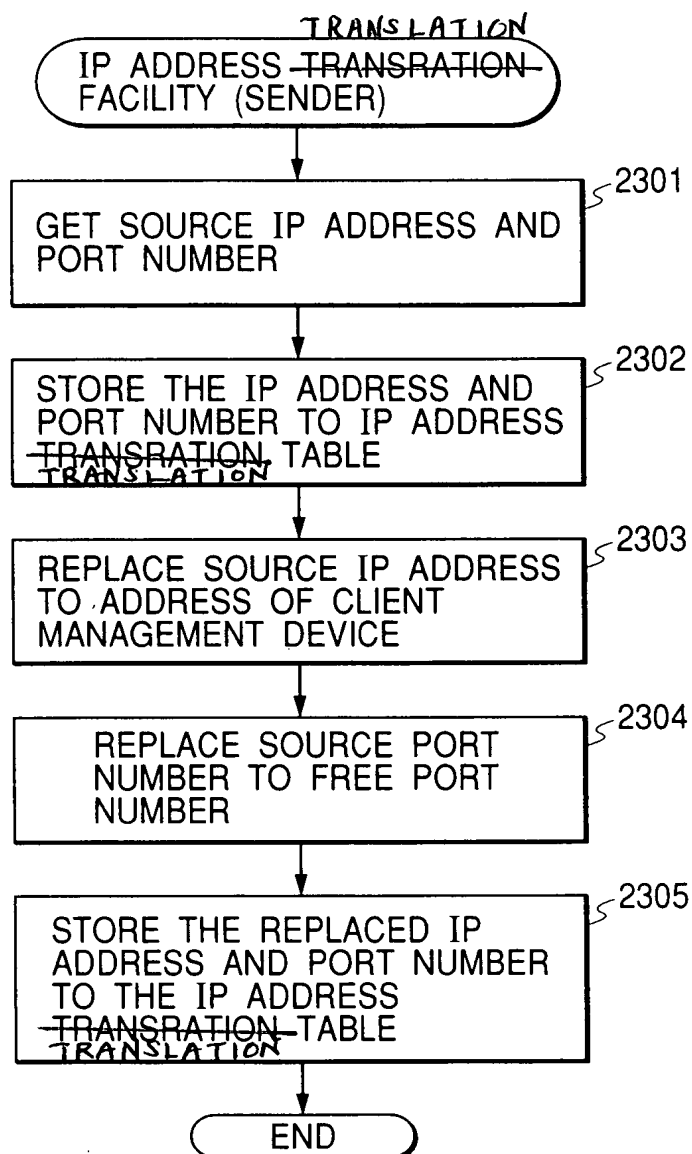 TRANSLATION
IP ADDRESS TRANSRATION
FACILITY (SENDER)
2301
GET SOURCE IP ADDRESS AND
PORT NUMBER
2302
STORE THE IP ADDRESS AND
PORT NUMBER TO IP ADDRESS
TRANSRATION TABLE
TRANSLATION
2303
REPLACE SOURCE IP ADDRESS
TO ADDRESS OF CLIENT
MANAGEMENT DEVICE
2304
REPLACE SOURCE PORT
NUMBER TO FREE PORT
NUMBER
2305
STORE THE REPLACED IP
ADDRESS AND PORT NUMBER
TO THE IP ADDRESS
TRANSRATION TABLE
TRANSLATION
END